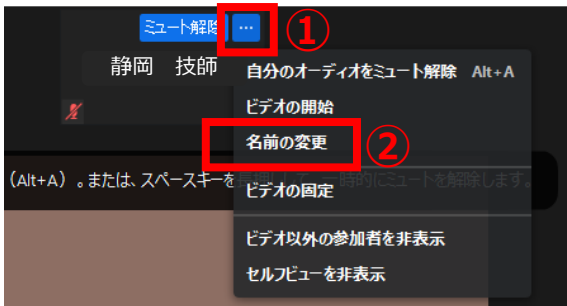 ミュート解除 ... ①
静岡 技師
自分のオーディオをミュート解除 Alt+A
ビデオの開始
名前の変更 ②
(Alt+A) 。または、スペースキーを長押しして、一時的にミュートを解除します。
ビデオの固定
ビデオ以外の参加者を非表示
セルフビューを非表示